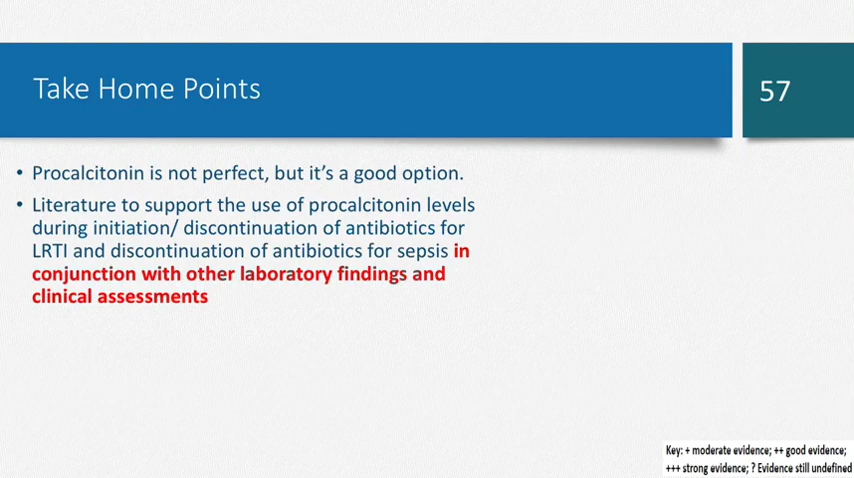 Take Home Points
57
• Procalcitonin is not perfect, but it’s a good option.
• Literature to support the use of procalcitonin levels
during initiation/ discontinuation of antibiotics for
LRTI and discontinuation of antibiotics for sepsis in
conjunction with other laboratory findings and
clinical assessments
Key: + moderate evidence; ++ good evidence;
+++ strong evidence; ? Evidence still undefined